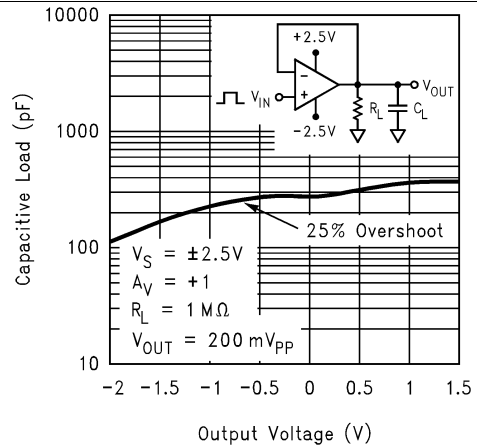 10000
1000
100
10
Capacitive Load (pF)
+2.5V
−
+
V_IN
V_OUT
R_L
C_L
−2.5V
25% Overshoot
V_S = ±2.5V
A_V = +1
R_L = 1 MΩ
V_OUT = 200 mV_PP
−2 −1.5 −1 −0.5 0 0.5 1 1.5
Output Voltage (V)